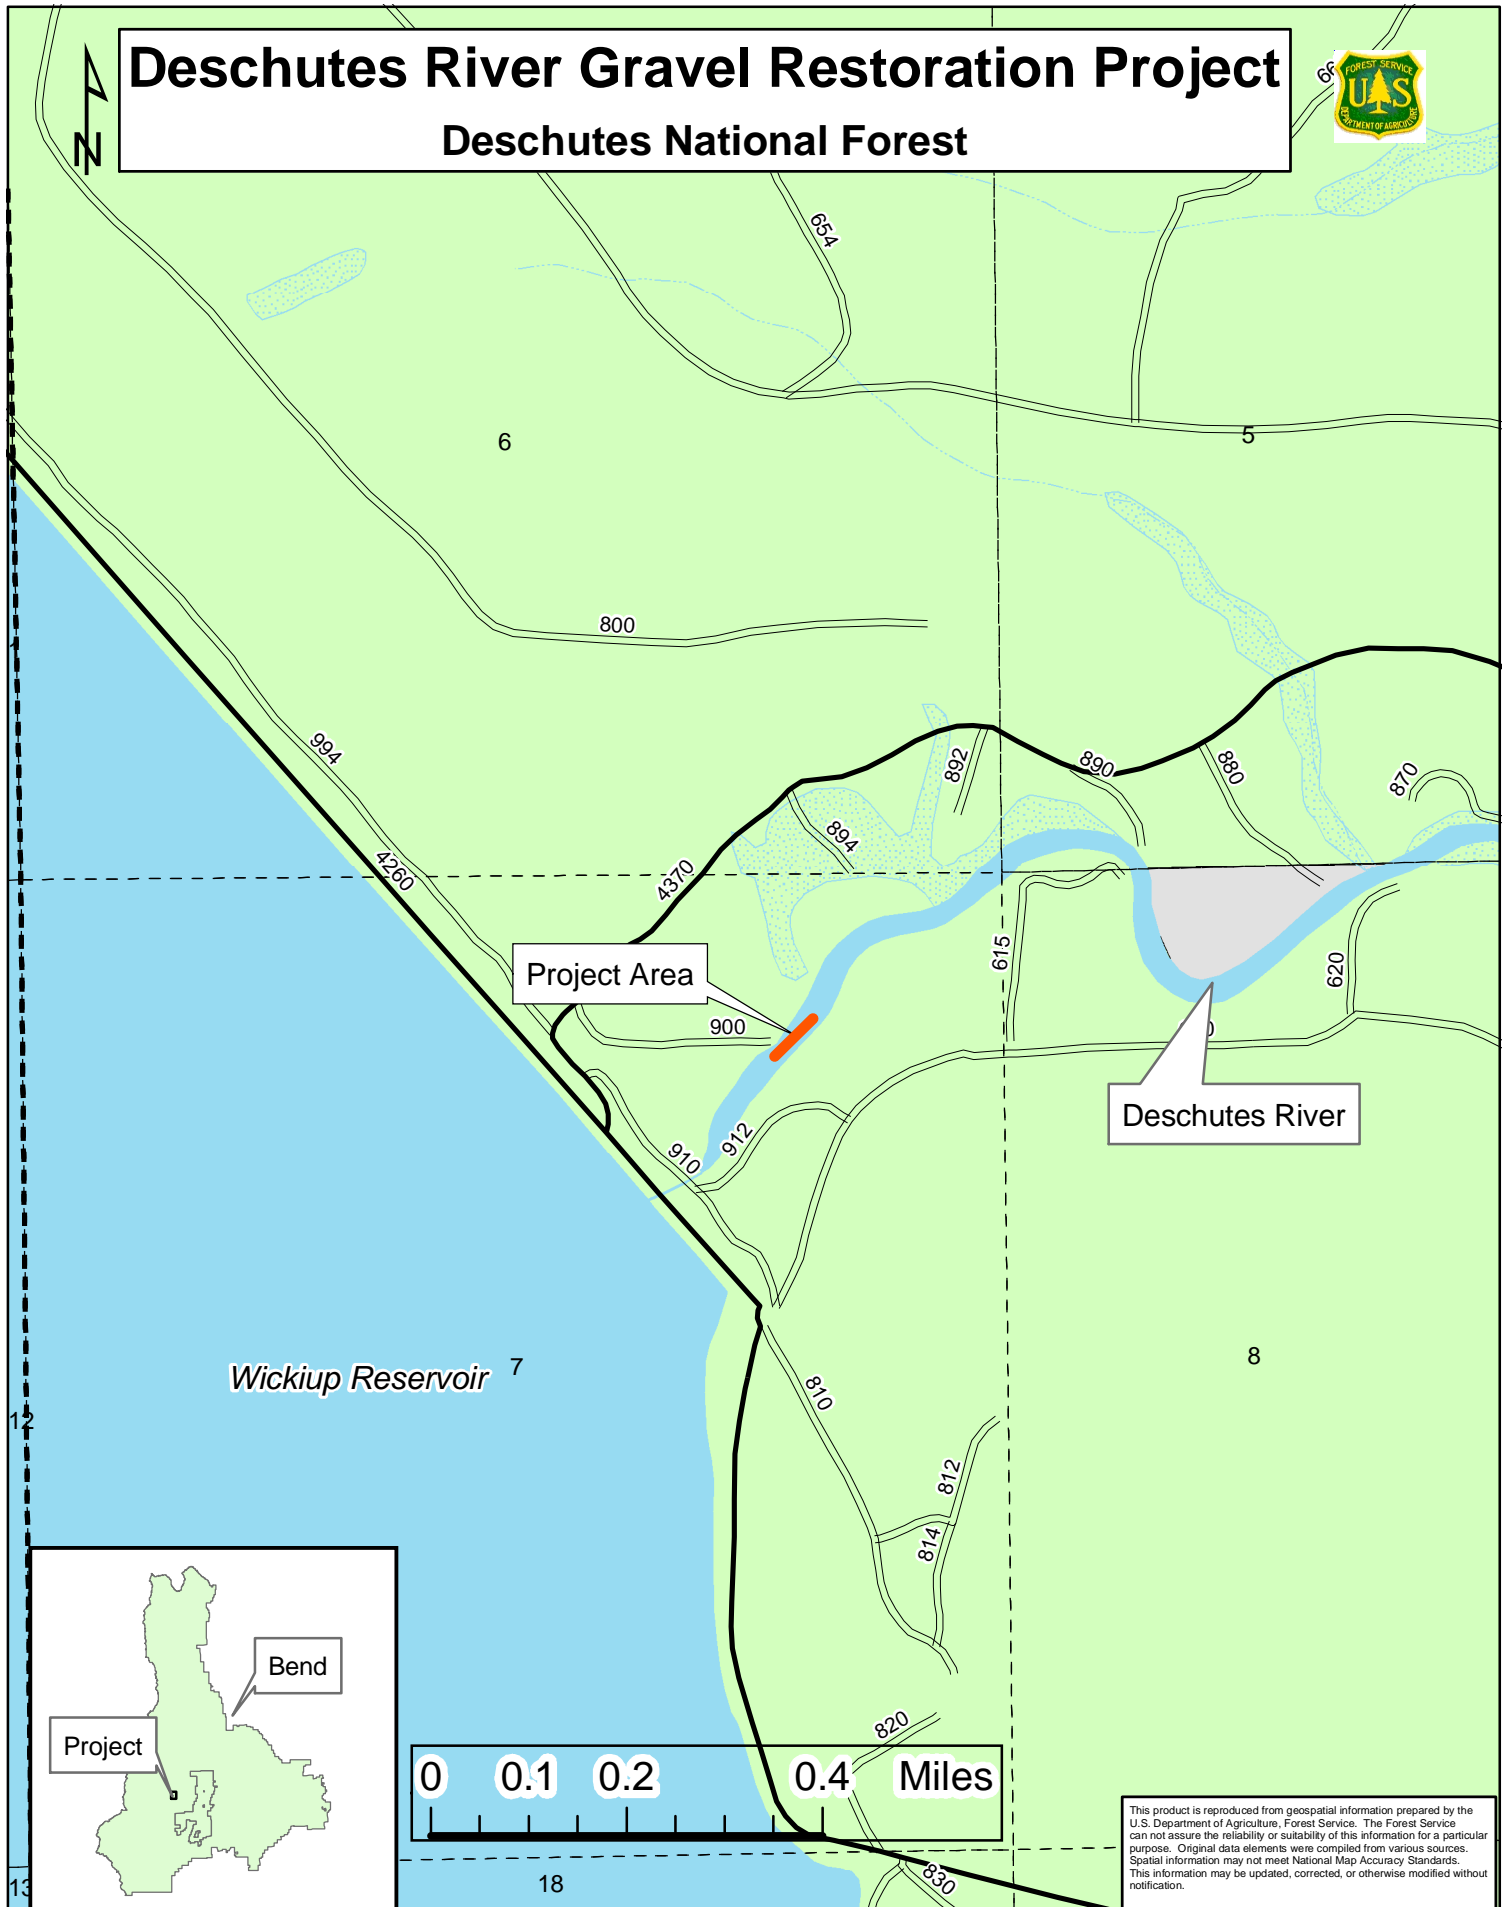 Deschutes River Gravel Restoration Project
Deschutes National Forest
N
FOREST SERVICE
U S
DEPARTMENT OF AGRICULTURE
654
6
5
800
1
994
892
890
880
870
894
4260
4370
Project Area
615
620
900
Deschutes River
912
910
Wickiup Reservoir
7
8
12
810
812
814
Bend
Project
820
0 0.1 0.2 0.4 Miles
830
18
13
This product is reproduced from geospatial information prepared by the
U.S. Department of Agriculture, Forest Service. The Forest Service
can not assure the reliability or suitability of this information for a particular
purpose. Original data elements were compiled from various sources.
Spatial information may not meet National Map Accuracy Standards.
This information may be updated, corrected, or otherwise modified without
notification.